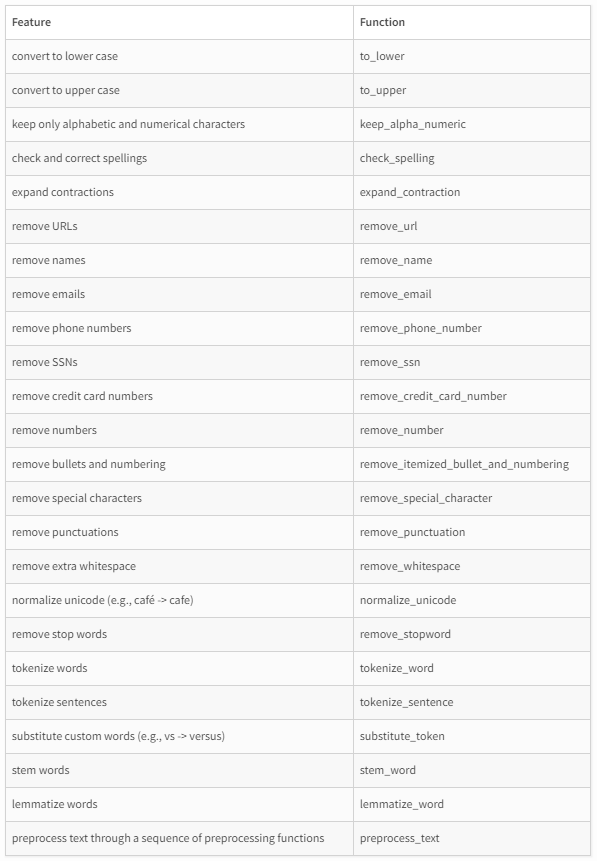 Feature Function
convert to lower case to_lower
convert to upper case to_upper
keep only alphabetic and numerical characters keep_alpha_numeric
check and correct spellings check_spelling
expand contractions expand_contraction
remove URLs remove_url
remove names remove_name
remove emails remove_email
remove phone numbers remove_phone_number
remove SSNs remove_ssn
remove credit card numbers remove_credit_card_number
remove numbers remove_number
remove bullets and numbering remove_itemized_bullet_and_numbering
remove special characters remove_special_character
remove punctuations remove_punctuation
remove extra whitespace remove_whitespace
normalize unicode (e.g., café -> cafe) normalize_unicode
remove stop words remove_stopword
tokenize words tokenize_word
tokenize sentences tokenize_sentence
substitute custom words (e.g., vs -> versus) substitute_token
stem words stem_word
lemmatize words lemmatize_word
preprocess text through a sequence of preprocessing functions preprocess_text